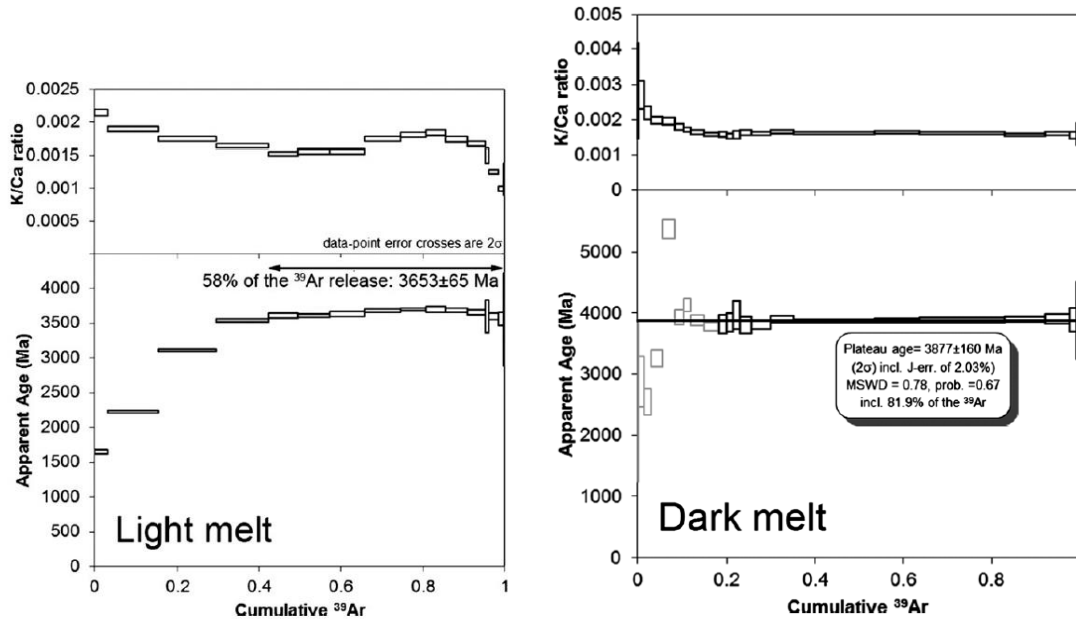 K/Ca ratio
0.0025
0.002
0.0015
0.001
0.0005
data-point error crosses are 2σ
58% of the ³⁹Ar release: 3653±65 Ma
Apparent Age (Ma)
4000
3500
3000
2500
2000
1500
1000
500
0
Light melt
0
0.2
0.4
0.6
0.8
1
Cumulative ³⁹Ar
K/Ca ratio
0.005
0.004
0.003
0.002
0.001
0
Apparent Age (Ma)
5000
4000
3000
2000
1000
0
Plateau age= 3877±160 Ma
(2σ) incl. J-err. of 2.03%)
MSWD = 0.78, prob. =0.67
incl. 81.9% of the ³⁹Ar
Dark melt
0
0.2
0.4
0.6
0.8
Cumulative ³⁹Ar